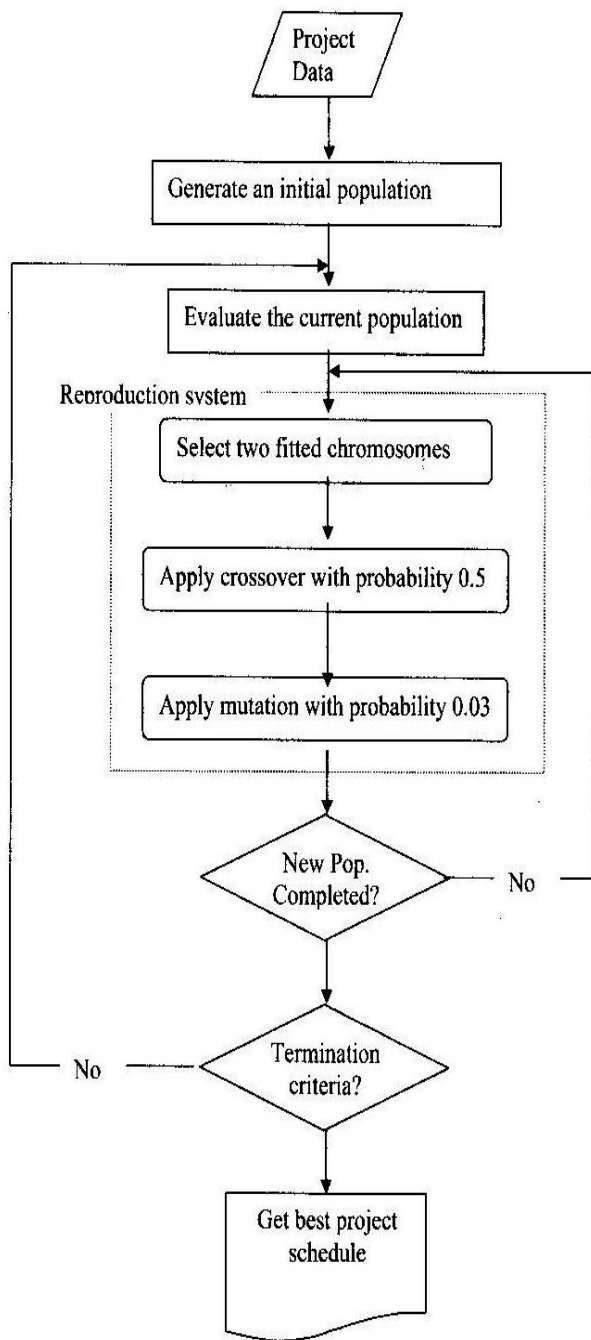 Project
Data
Generate an initial population
Evaluate the current population
Reproduction system
Select two fitted chromosomes
Apply crossover with probability 0.5
Apply mutation with probability 0.03
New Pop.
Completed?
No
Termination
criteria?
No
Get best project
schedule